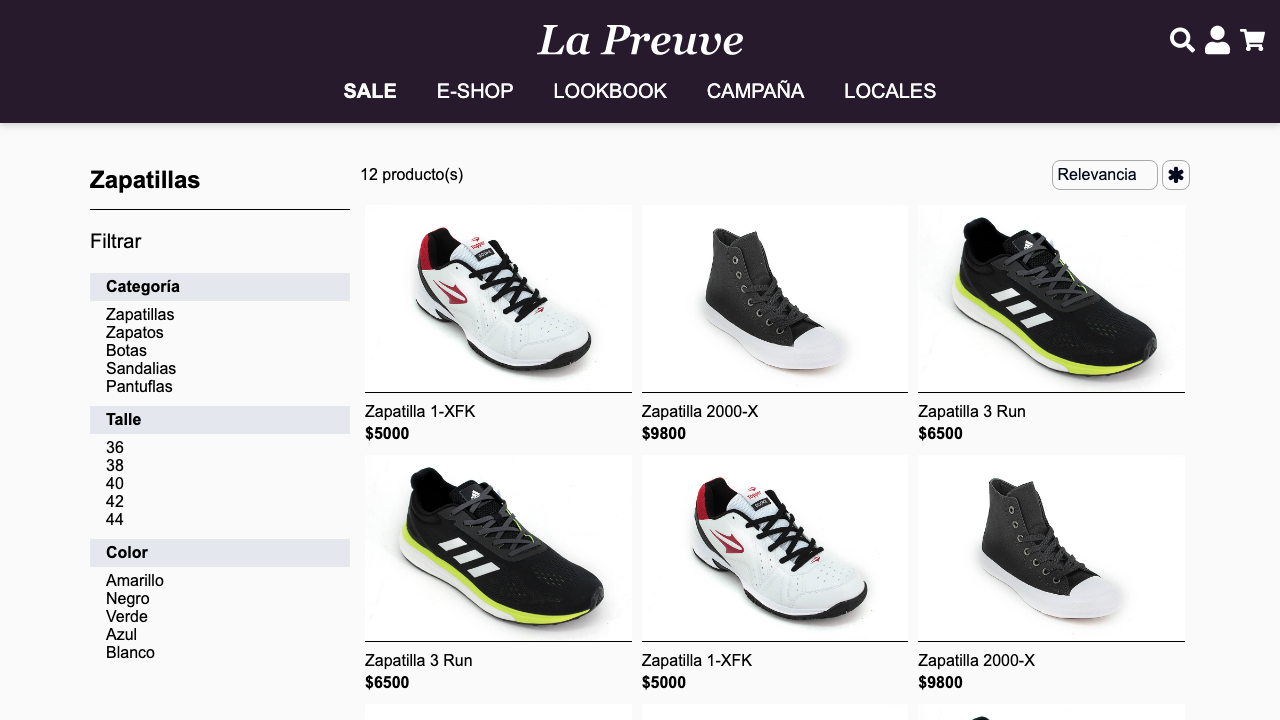 La Preuve
SALE E-SHOP LOOKBOOK CAMPAÑA LOCALES
Zapatillas
Filtrar
Categoría
Zapatillas
Zapatos
Botas
Sandalias
Pantuflas
Talle
36
38
40
42
44
Color
Amarillo
Negro
Verde
Azul
Blanco
12 producto(s)
Relevancia
Zapatilla 1-XFK
$5000
Zapatilla 2000-X
$9800
Zapatilla 3 Run
$6500
Zapatilla 3 Run
$6500
Zapatilla 1-XFK
$5000
Zapatilla 2000-X
$9800